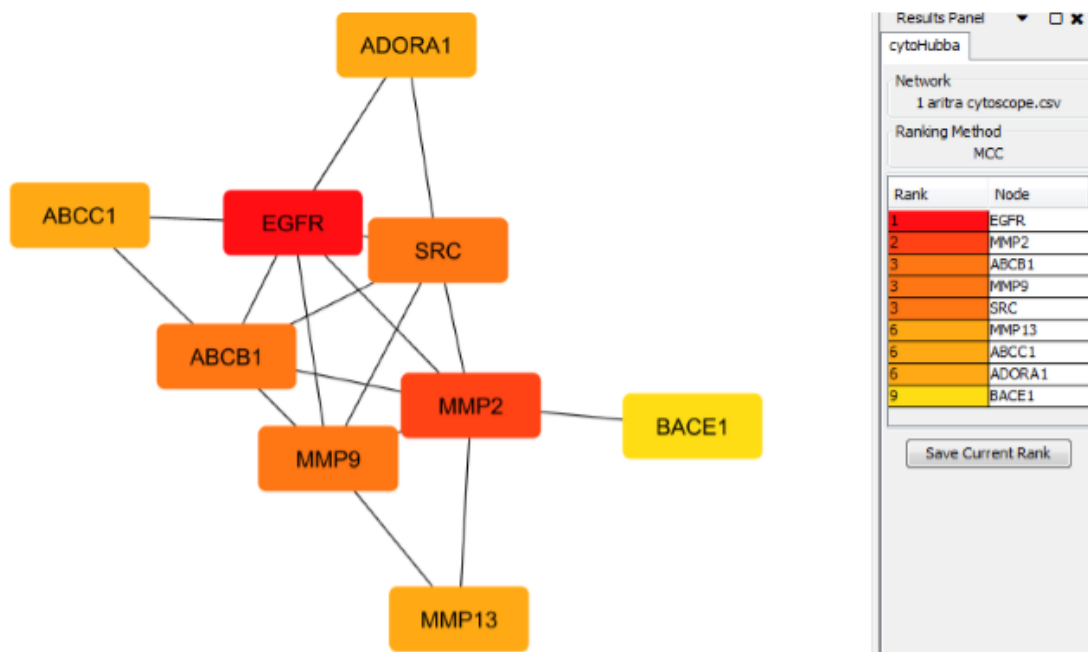 ADORA1
ABCC1
EGFR
SRC
ABCB1
MMP2
BACE1
MMP9
MMP13
Results Panel
cytoHubba
Network
1 aritra cytoscope.csv
Ranking Method
MCC
Rank Node
1 EGFR
2 MMP2
3 ABCB1
3 MMP9
3 SRC
6 MMP13
6 ABCC1
6 ADORA1
9 BACE1
Save Current Rank